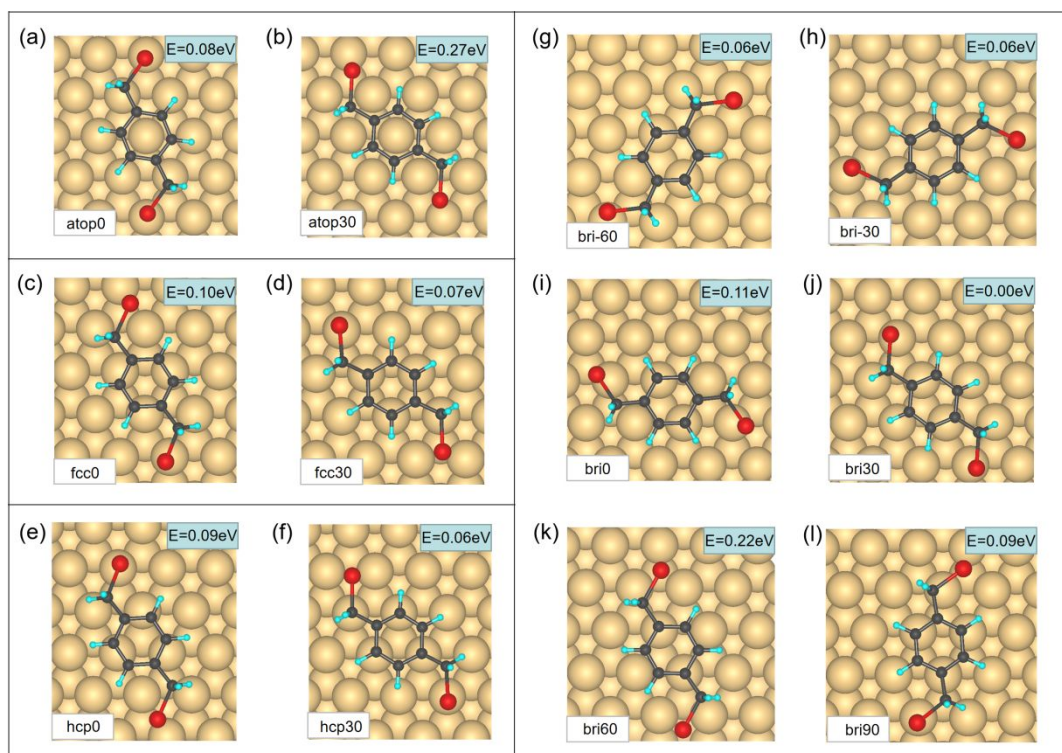 (a)
E=0.08eV
atop0
(b)
E=0.27eV
atop30
(c)
E=0.10eV
fcc0
(d)
E=0.07eV
fcc30
(e)
E=0.09eV
hcp0
(f)
E=0.06eV
hcp30
(g)
E=0.06eV
bri-60
(h)
E=0.06eV
bri-30
(i)
E=0.11eV
bri0
(j)
E=0.00eV
bri30
(k)
E=0.22eV
bri60
(l)
E=0.09eV
bri90